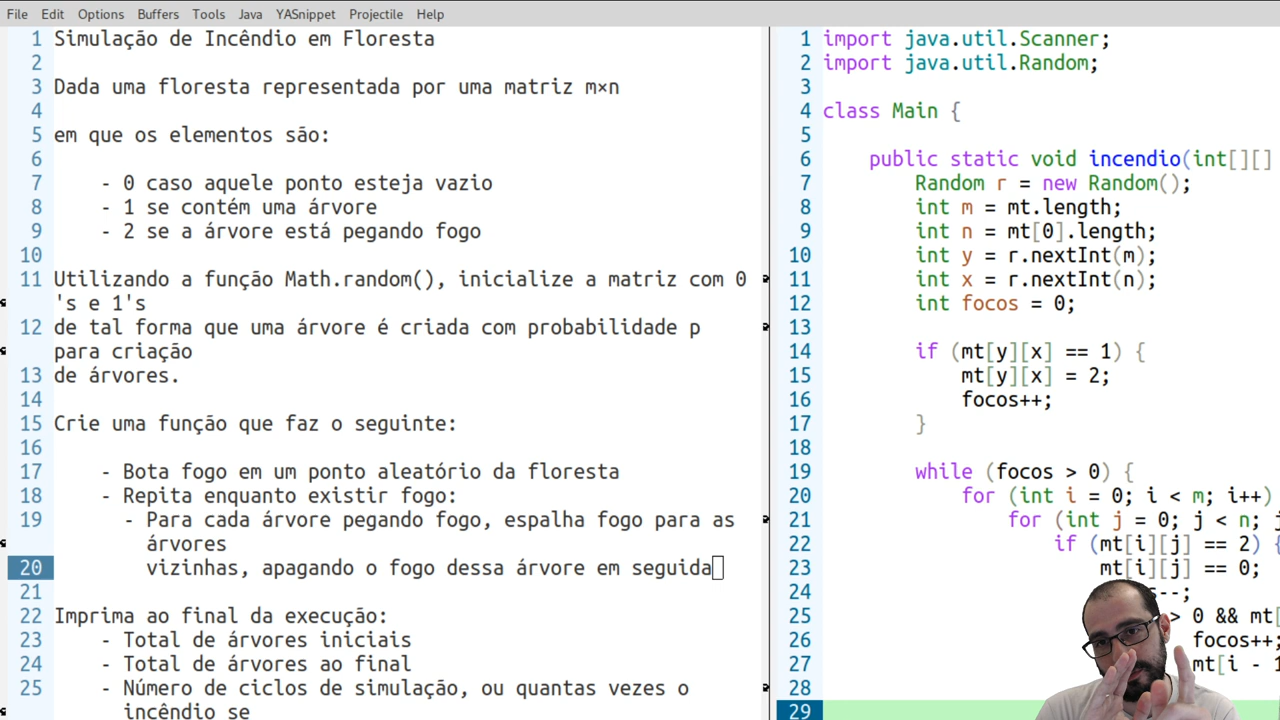 File Edit Options Buffers Tools Java YASnippet Projectile Help
1 Simulação de Incêndio em Floresta
2
3 Dada uma floresta representada por uma matriz m×n
4
5 em que os elementos são:
6
7 - 0 caso aquele ponto esteja vazio
8 - 1 se contém uma árvore
9 - 2 se a árvore está pegando fogo
10
11 Utilizando a função Math.random(), inicialize a matriz com 0
's e 1's
12 de tal forma que uma árvore é criada com probabilidade p
para criação
13 de árvores.
14
15 Crie uma função que faz o seguinte:
16
17 - Bota fogo em um ponto aleatório da floresta
18 - Repita enquanto existir fogo:
19 - Para cada árvore pegando fogo, espalha fogo para as
árvores
20 vizinhas, apagando o fogo dessa árvore em seguida
21
22 Imprima ao final da execução:
23 - Total de árvores iniciais
24 - Total de árvores ao final
25 - Número de ciclos de simulação, ou quantas vezes o
incêndio se
1 import java.util.Scanner;
2 import java.util.Random;
3
4 class Main {
5
6 public static void incendio(int[][]
7 Random r = new Random();
8 int m = mt.length;
9 int n = mt[0].length;
10 int y = r.nextInt(m);
11 int x = r.nextInt(n);
12 int focos = 0;
13
14 if (mt[y][x] == 1) {
15 mt[y][x] = 2;
16 focos++;
17 }
18
19 while (focos > 0) {
20 for (int i = 0; i < m; i++)
21 for (int j = 0; j < n; j
22 if (mt[i][j] == 2) {
23 mt[i][j] == 0;
24 s--;
25 > 0 && mt[
26 focos++;
27 mt[i - 1
28
29